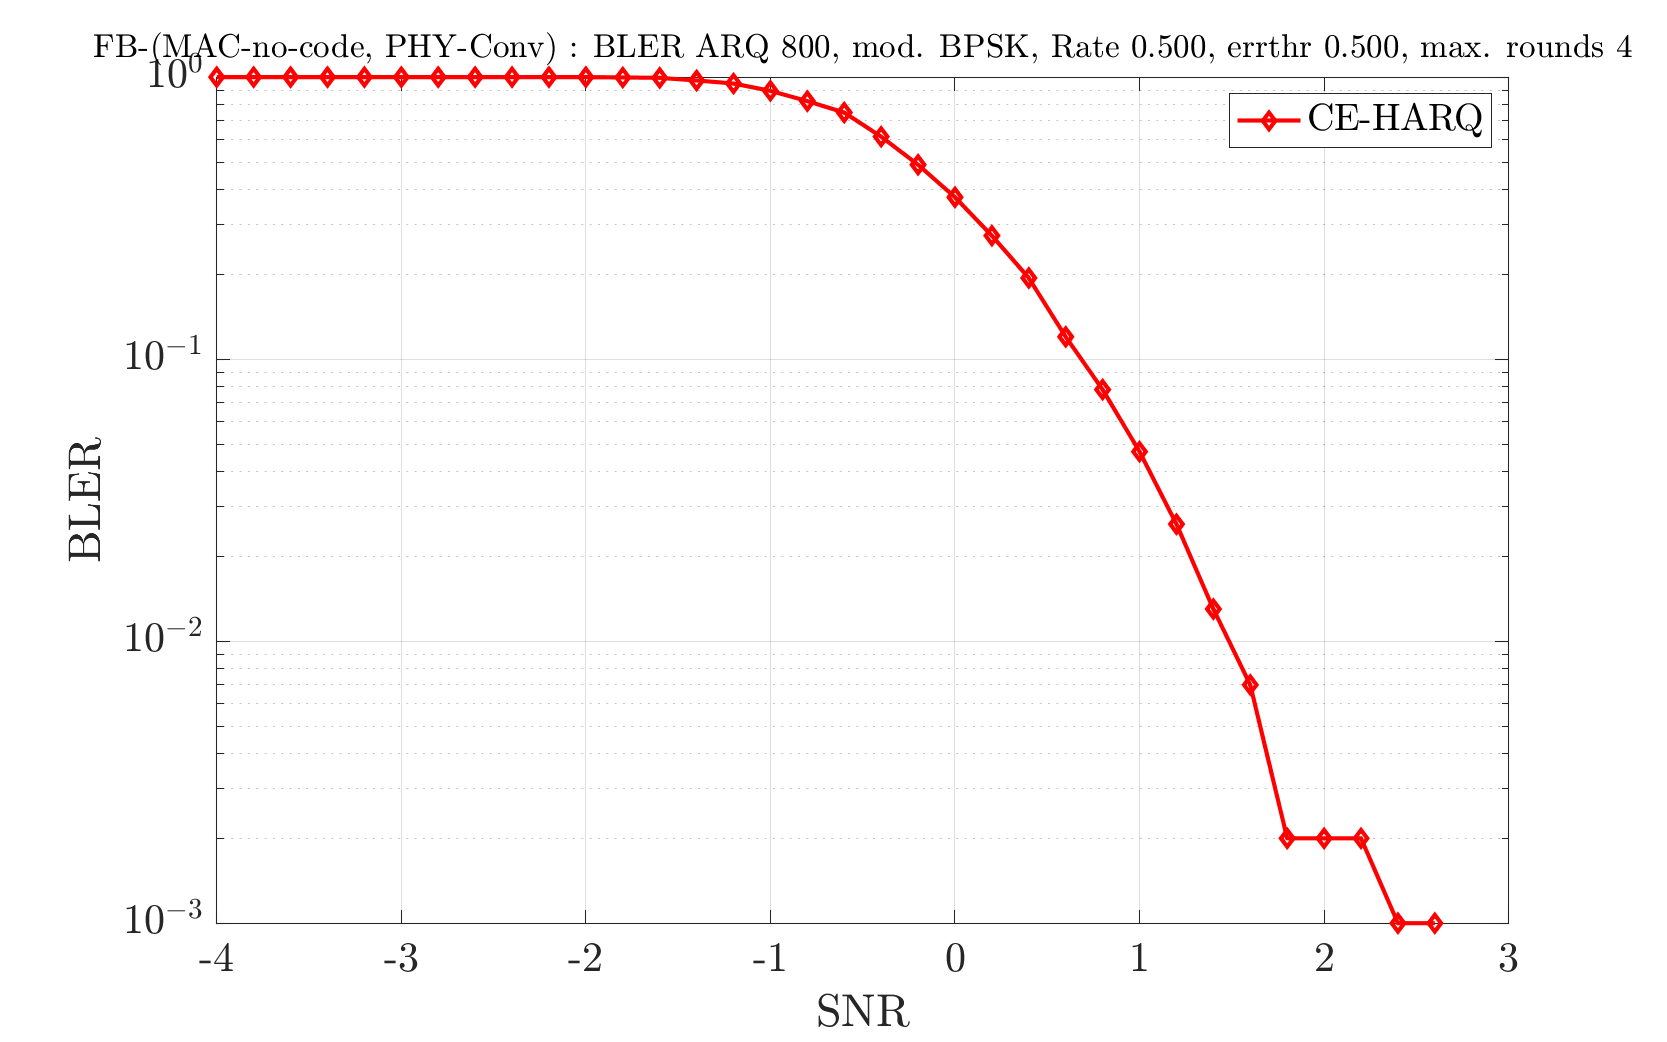 FB-(MAC-no-code, PHY-Conv) : BLER ARQ 800, mod. BPSK, Rate 0.500, errthr 0.500, max. rounds 4
10^0
CE-HARQ
10^{-1}
BLER
10^{-2}
10^{-3}
-4 -3 -2 -1 0 1 2 3
SNR